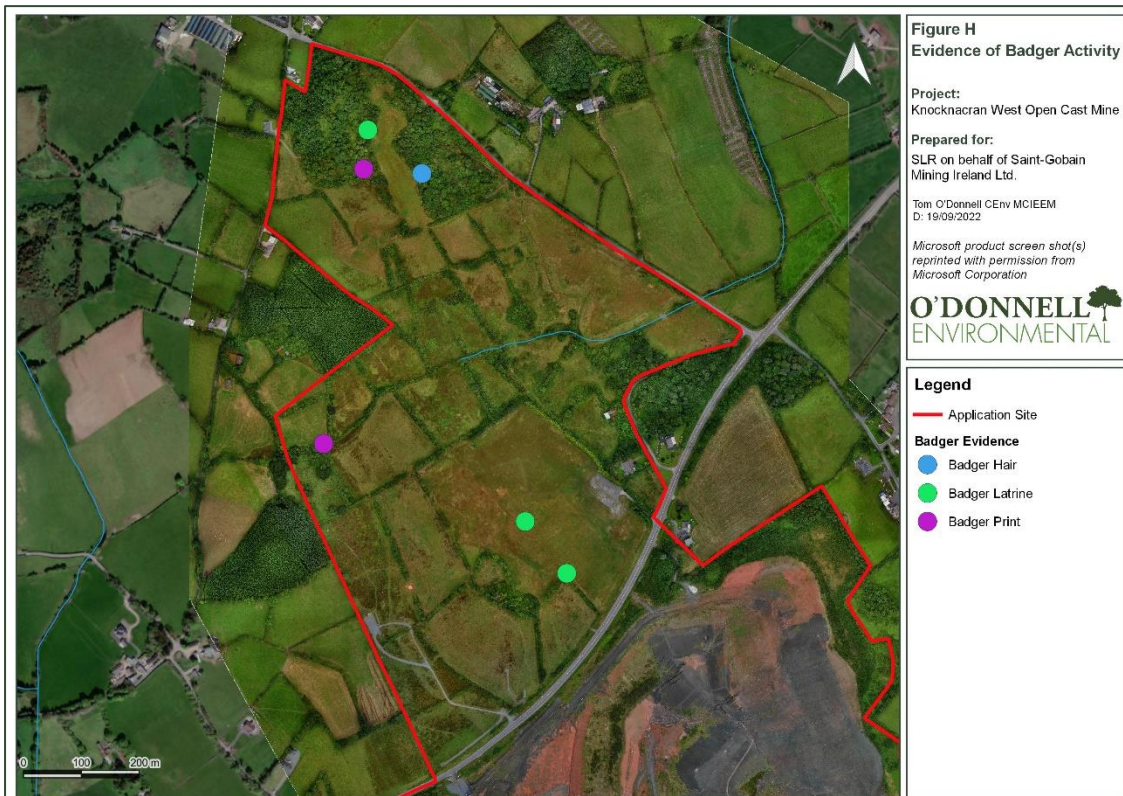 Figure H
Evidence of Badger Activity
Project:
Knocknacran West Open Cast Mine
Prepared for:
SLR on behalf of Saint-Gobain
Mining Ireland Ltd.
Tom O'Donnell CEnv MCIEEM
D: 19/09/2022
Microsoft product screen shot(s)
reprinted with permission from
Microsoft Corporation
O'DONNELL
ENVIRONMENTAL
Legend
Application Site
Badger Evidence
Badger Hair
Badger Latrine
Badger Print
0 100 200 m